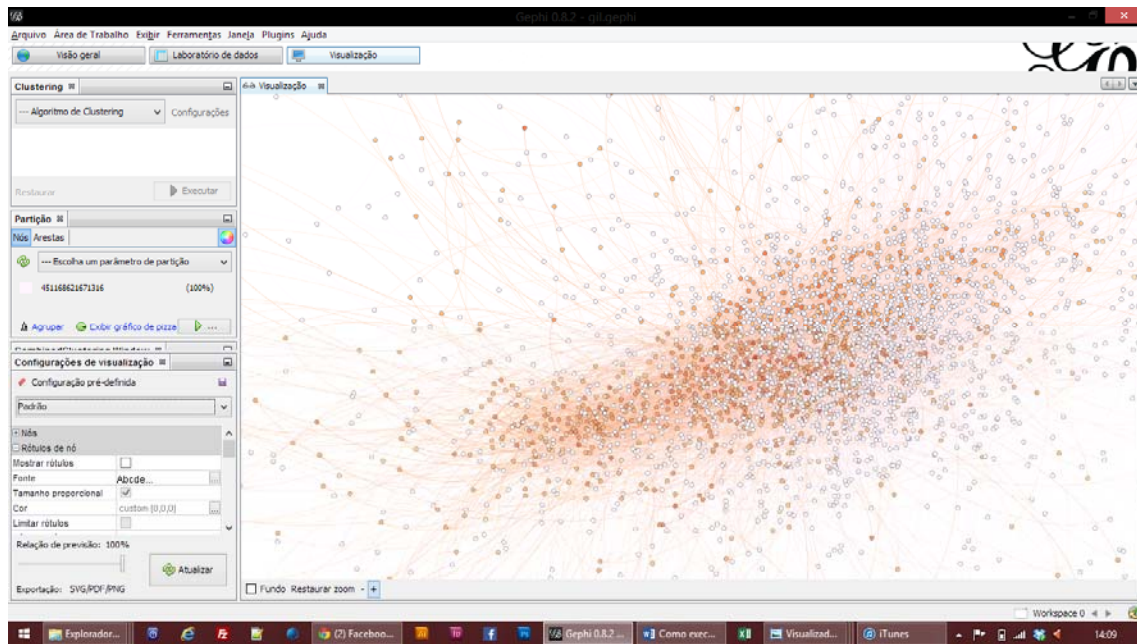 Gephi 0.8.2 - gil.gephi
Arquivo Área de Trabalho Exibir Ferramentas Janela Plugins Ajuda
Visão geral Laboratório de dados Visualização
Clustering
--- Algoritmo de Clustering Configurações
Restaurar Executar
Partição
Nós Arestas
--- Escolha um parâmetro de partição
451168621671316 (100%)
Agrupar Exibir gráfico de pizza ...
Configurações de visualização
Configuração pré-definida
Padrão
Nós
Rótulos de nó
Mostrar rótulos
Fonte Abcde...
Tamanho proporcional
Cor custom [0,0,0]
Limitar rótulos
Relação de previsão: 100%
Atualizar
Exportação: SVG/PDF/PNG
Visualização
Fundo Restaurar zoom - +
Workspace 0
Explorador... (2) Faceboo... Gephi 0.8.2 ... Como exec... Visualizad... iTunes 14:09